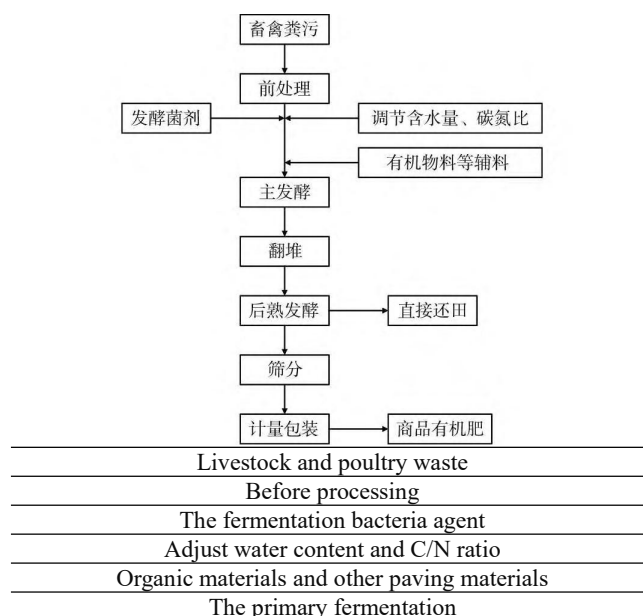 畜禽粪污
前处理
发酵菌剂
调节含水量、碳氮比
有机物料等辅料
主发酵
翻堆
后熟发酵
直接还田
筛分
计量包装
商品有机肥
Livestock and poultry waste
Before processing
The fermentation bacteria agent
Adjust water content and C/N ratio
Organic materials and other paving materials
The primary fermentation